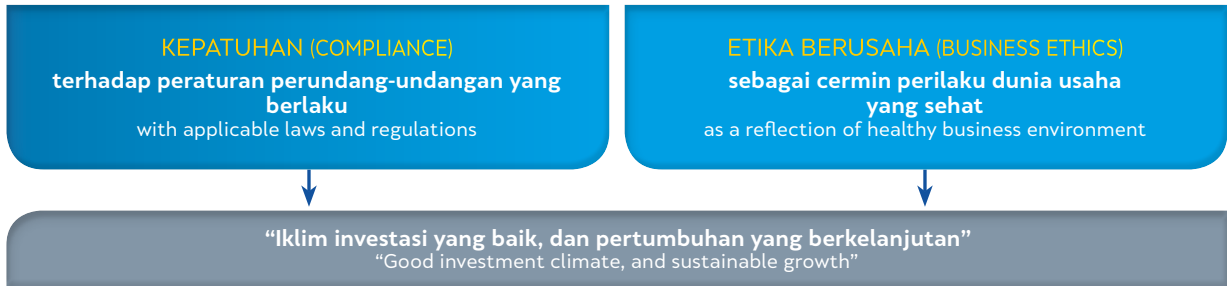 KEPATUHAN (COMPLIANCE)
terhadap peraturan perundang-undangan yang
berlaku
with applicable laws and regulations
ETIKA BERUSAHA (BUSINESS ETHICS)
sebagai cermin perilaku dunia usaha
yang sehat
as a reflection of healthy business environment
“Iklim investasi yang baik, dan pertumbuhan yang berkelanjutan”
“Good investment climate, and sustainable growth”